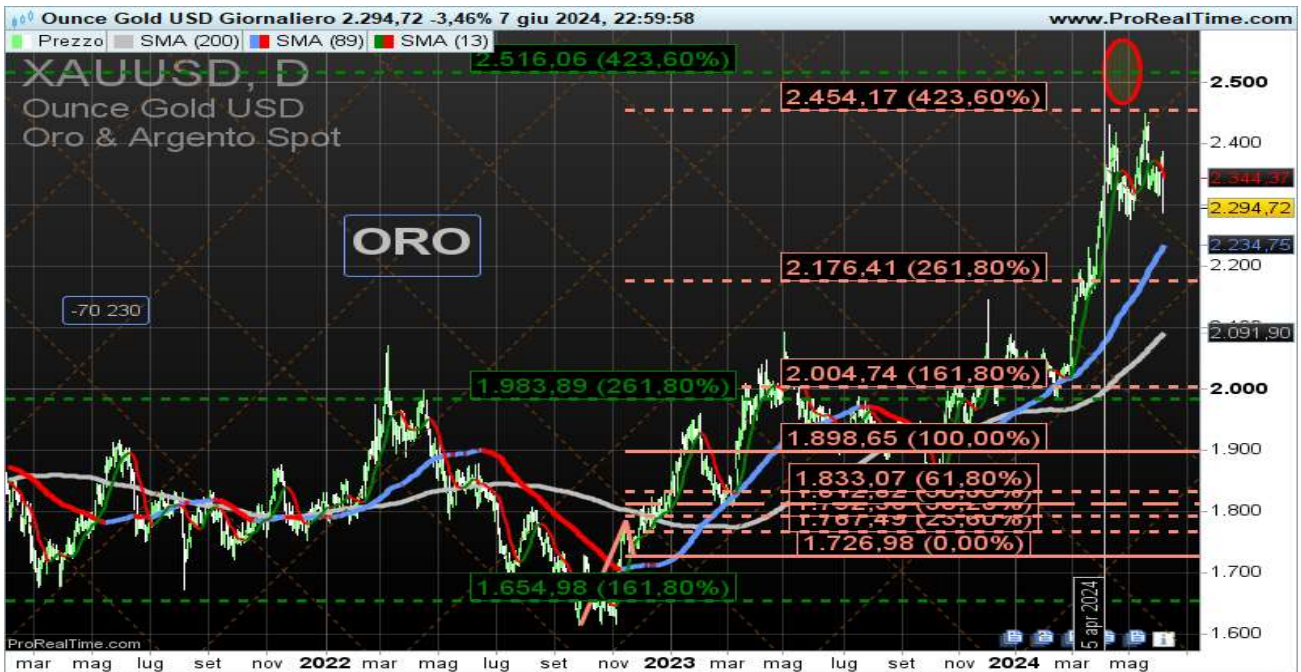 Ounce Gold USD Giornaliero 2.294,72 -3,46% 7 giu 2024, 22:59:58 www.ProRealTime.com
Prezzo SMA (200) SMA (89) SMA (13)
2.516,06 (423,60%)
XAUUSD, D
Ounce Gold USD
Oro & Argento Spot
2.500
2.454,17 (423,60%)
2.400
2.344,37
2.294,72
ORO
2.234,75
2.176,41 (261,80%)
2.200
-70 230
2.091,90
2.004,74 (161,80%)
1.983,89 (261,80%)
2.000
1.898,65 (100,00%)
1.900
1.833,07 (61,80%)
1.767,49 (23,60%)
1.800
1.726,98 (0,00%)
1.700
1.654,98 (161,80%)
5 apr 2024
1.600
ProRealTime.com
mar mag lug set nov 2022 mar mag lug set nov 2023 mar mag lug set nov 2024 mar mag